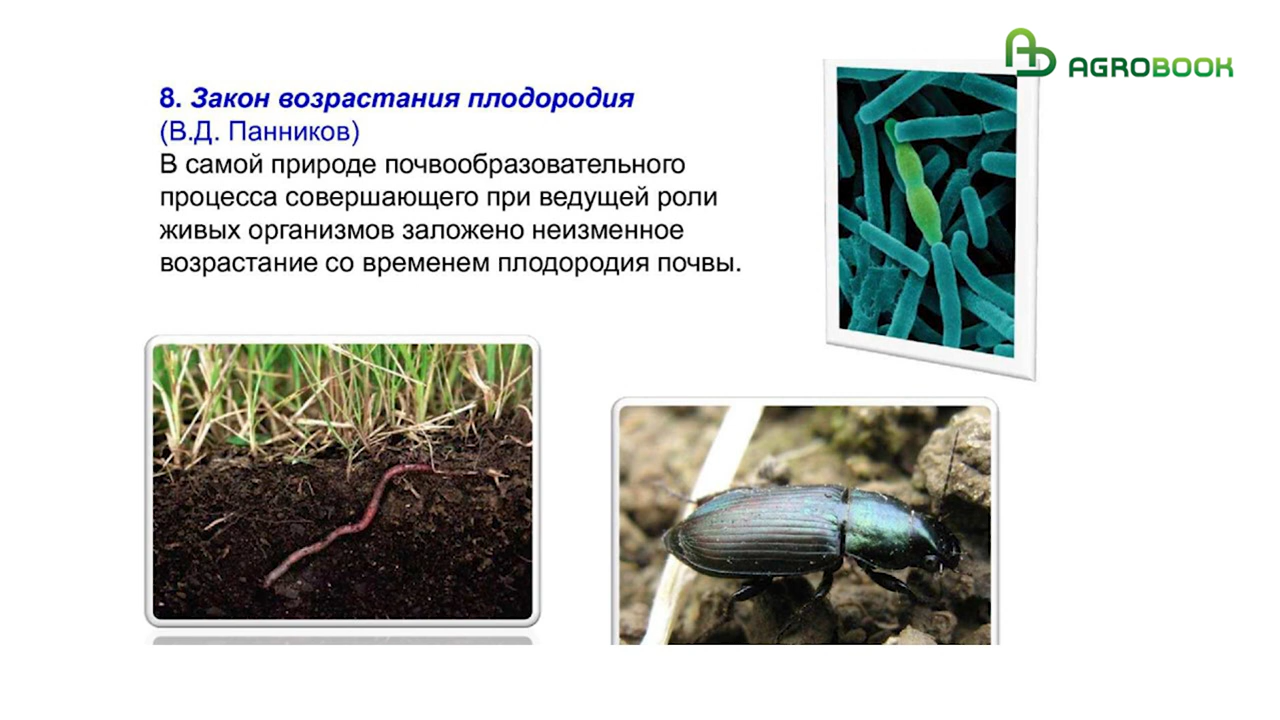 AGROBOOK
8. Закон возрастания плодородия
(В.Д. Панников)
В самой природе почвообразовательного
процесса совершающего при ведущей роли
живых организмов заложено неизменное
возрастание со временем плодородия почвы.